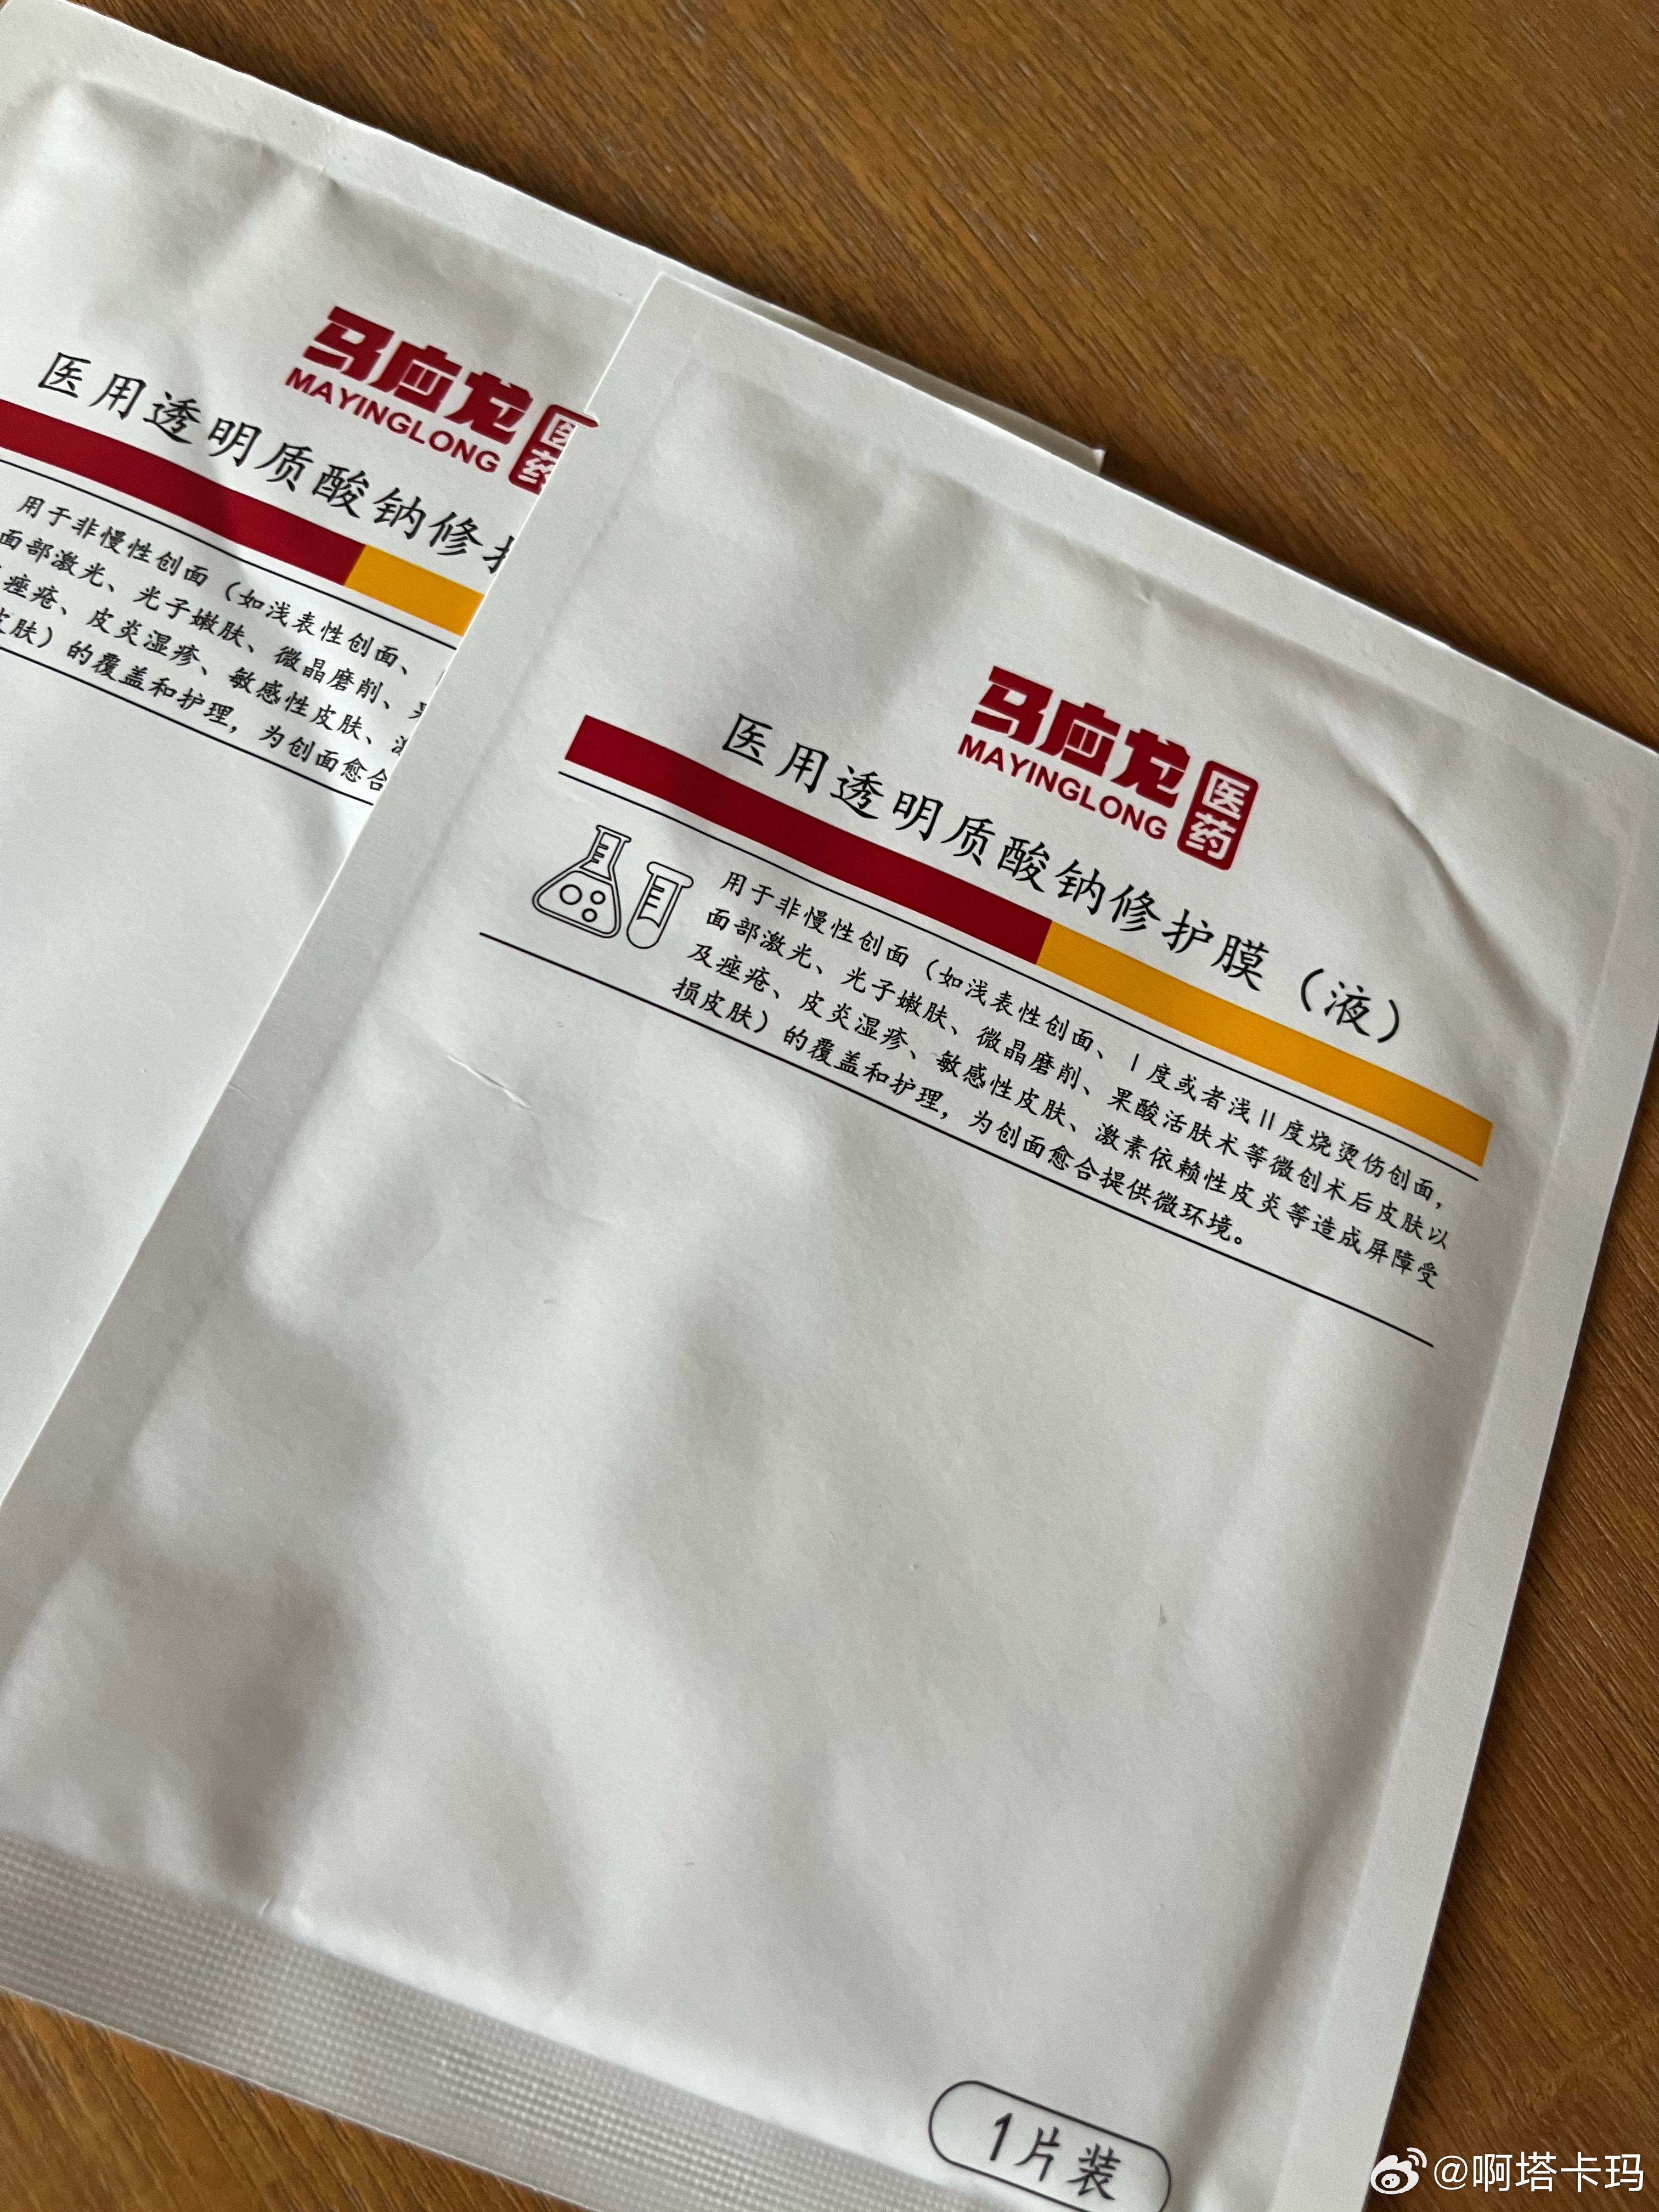 马应龙
医药
MAYINGLONG
医用透明质酸钠修
用于非慢性创面（如浅表性创面、
面部激光、光子嫩肤、微晶磨削、
痤疮、皮炎湿疹、敏感性皮肤、
皮肤）的覆盖和护理，为创面愈合
马应龙
医药
MAYINGLONG
医用透明质酸钠修护膜（液）
用于非慢性创面（如浅表性创面、Ⅰ度或者浅Ⅱ度烧烫伤创面，
面部激光、光子嫩肤、微晶磨削、果酸活肤术等微创术后皮肤以
及痤疮、皮炎湿疹、敏感性皮肤、激素依赖性皮炎等造成屏障受
损皮肤）的覆盖和护理，为创面愈合提供微环境。
1片装
@啊塔卡玛